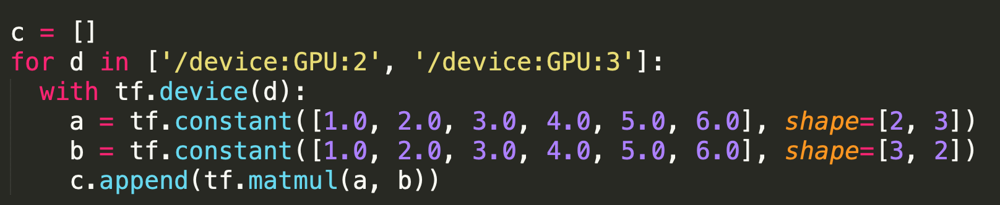 c = []
for d in ['/device:GPU:2', '/device:GPU:3']:
  with tf.device(d):
    a = tf.constant([1.0, 2.0, 3.0, 4.0, 5.0, 6.0], shape=[2, 3])
    b = tf.constant([1.0, 2.0, 3.0, 4.0, 5.0, 6.0], shape=[3, 2])
    c.append(tf.matmul(a, b))